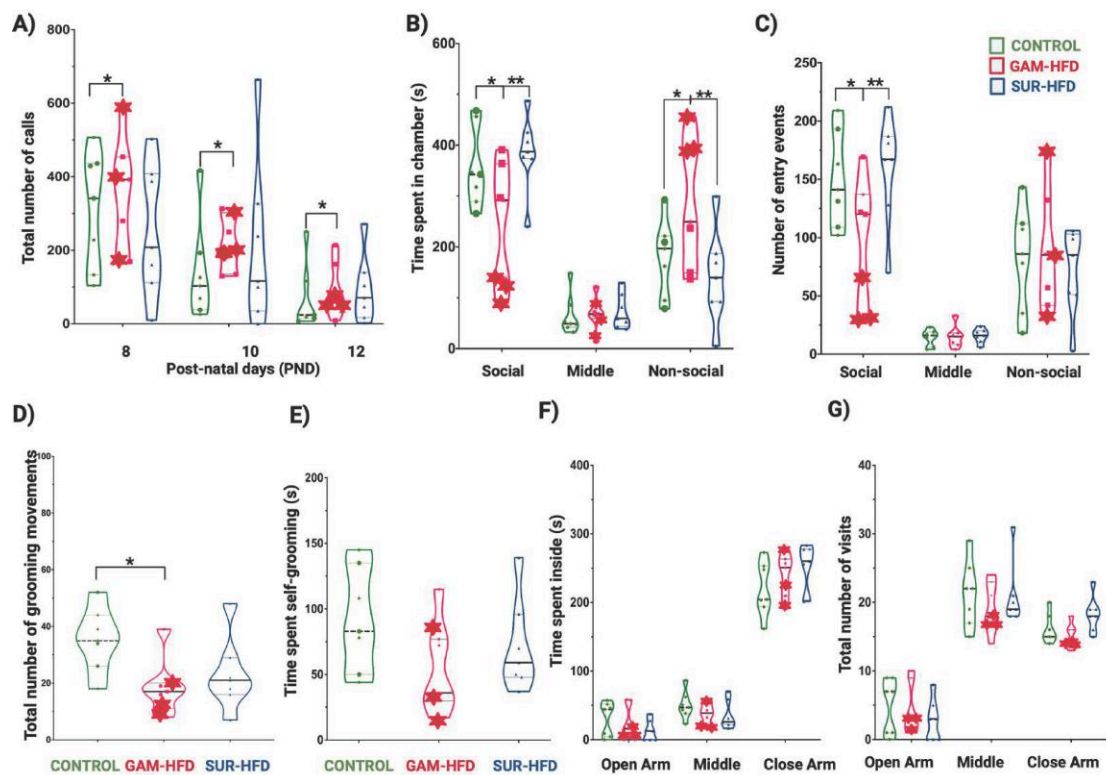 A)
Total number of calls
800
600
400
200
0
*
*
*
8 10 12
Post-natal days (PND)
B)
Time spent in chamber (s)
600
400
200
0
* **
* **
Social Middle Non-social
C)
Number of entry events
250
200
150
100
50
0
* **
Social Middle Non-social
CONTROL
GAM-HFD
SUR-HFD
D)
Total number of grooming movements
100
80
60
40
20
0
*
CONTROL GAM-HFD SUR-HFD
E)
Time spent self-grooming (s)
200
150
100
50
0
CONTROL GAM-HFD SUR-HFD
F)
Time spent inside (s)
400
300
200
100
0
Open Arm Middle Close Arm
G)
Total number of visits
40
30
20
10
0
Open Arm Middle Close Arm